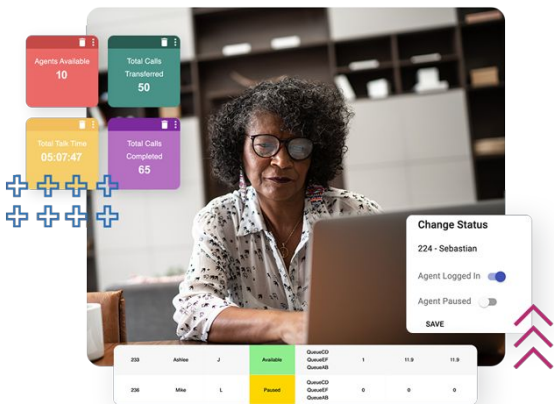 Agents Available
10
Total Calls
Transferred
50
Total Talk Time
05:07:47
Total Calls
Completed
65
Change Status
224 - Sebastian
Agent Logged In
Agent Paused
SAVE
233 Ashlee J Available QueueCD QueueEF QueueAB 1 11.9 11.9
236 Mike L Paused QueueCD QueueEF QueueAB 0 0 0